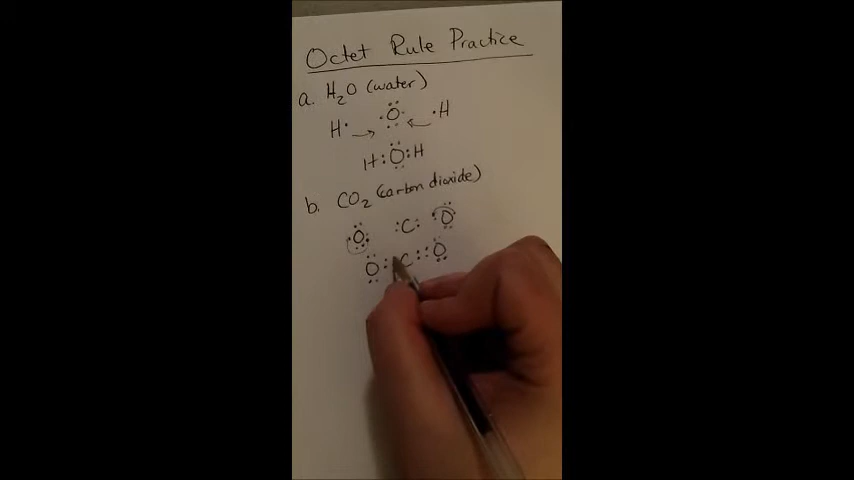 Octet Rule Practice
a. H2O (water)
H· ·O· ·H
H:O:H
b. CO2 (carbon dioxide)
O :C: O
O: C::O